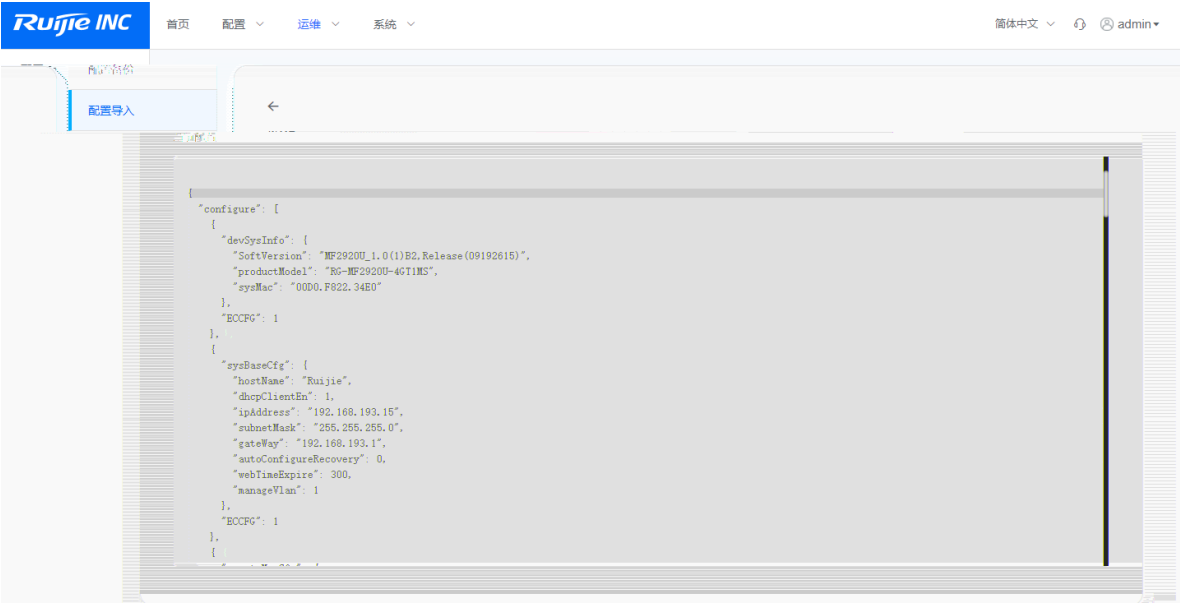 Ruijie INC 首页 配置 运维 系统 简体中文 admin
配置导入
{
"configure": [
{
"devSysInfo": {
"SoftVersion": "MF2920U_1.0(1)B2,Release(09192615)",
"productModel": "RG-MF2920U-4GT1MS",
"sysMac": "00D0.F822.34E0"
},
"ECCFG": 1
},
{
"sysBaseCfg": {
"hostName": "Ruijie",
"dhcpClientEn": 1,
"ipAddress": "192.168.193.15",
"subnetMask": "255.255.255.0",
"gateWay": "192.168.193.1",
"autoConfigureRecovery": 0,
"webTimeExpire": 300,
"manageVlan": 1
},
"ECCFG": 1
},
{